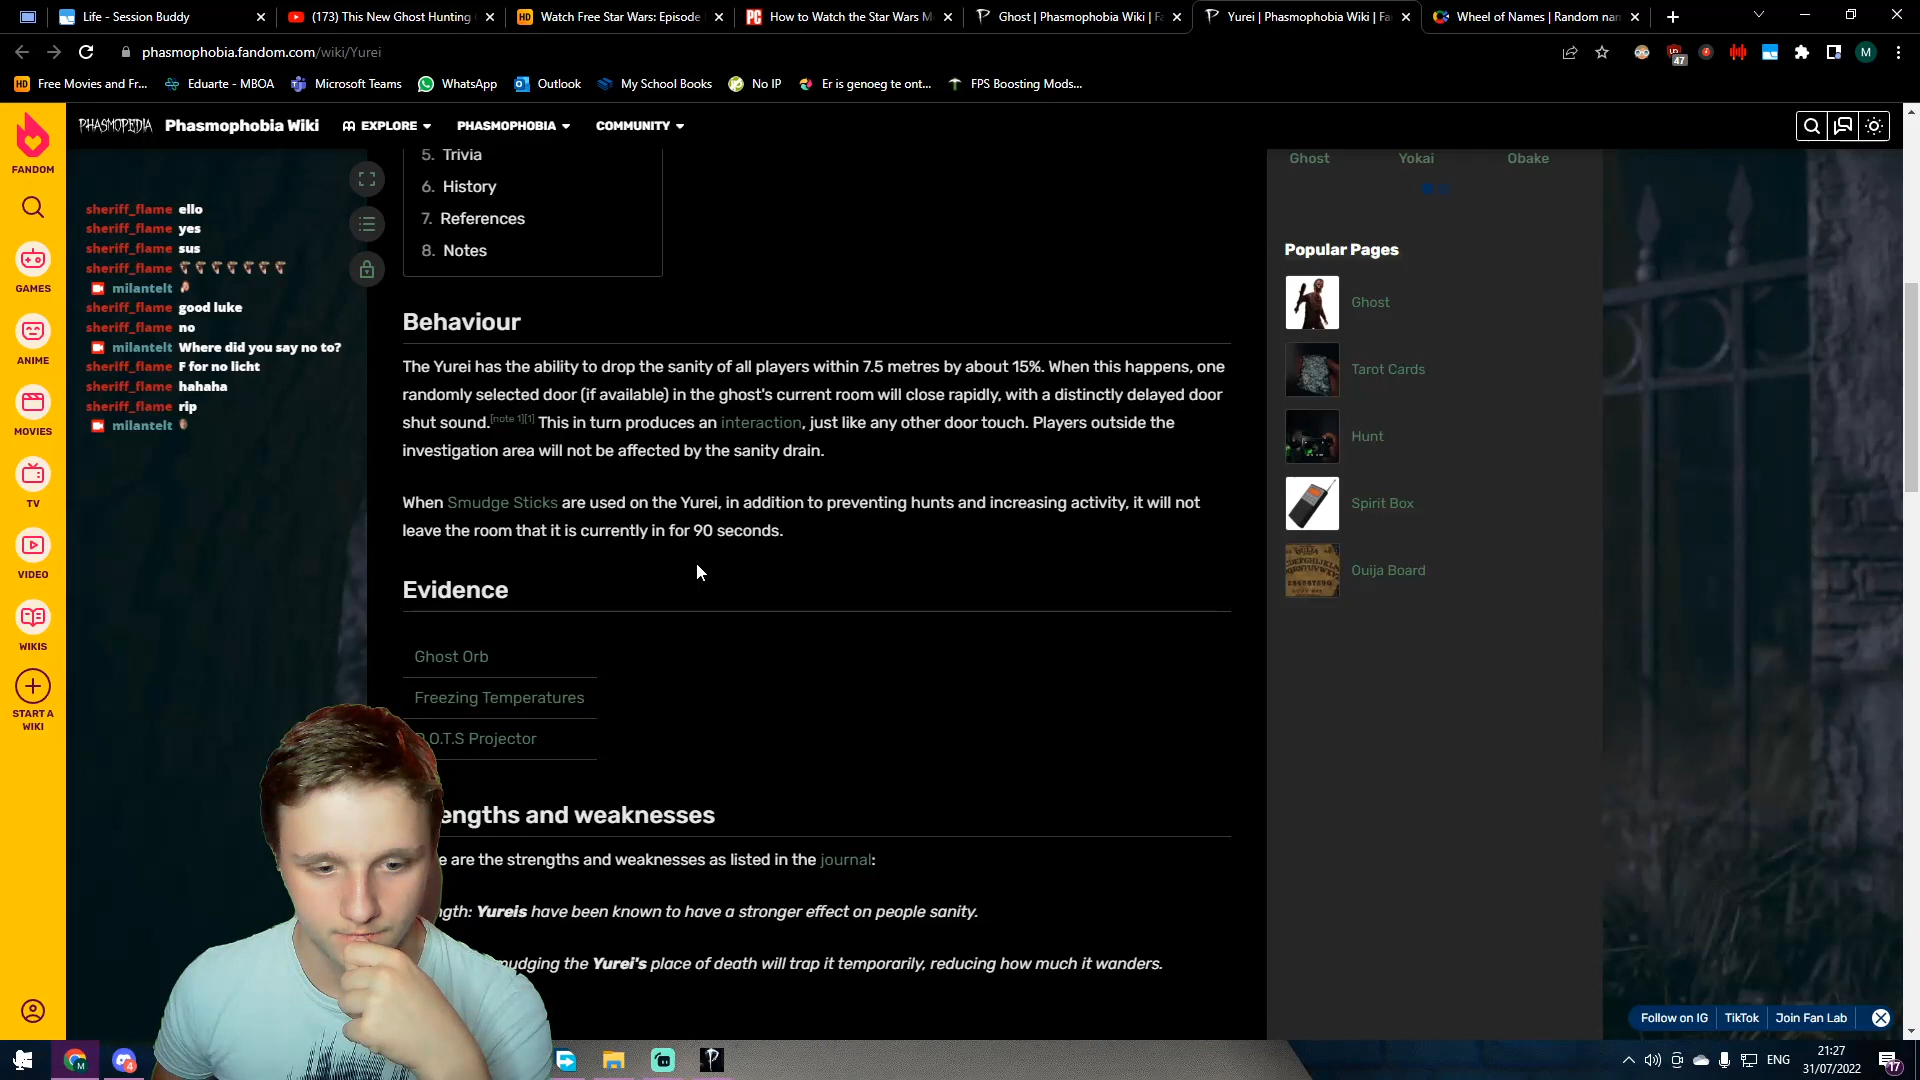 Life - Session Buddy
(173) This New Ghost Hunting
Watch Free Star Wars: Episode
How to Watch the Star Wars M
Ghost | Phasmophobia Wiki | Fa
Yurei | Phasmophobia Wiki | Fa
Wheel of Names | Random nam
phasmophobia.fandom.com/wiki/Yurei
47
M
Free Movies and Fr...
Eduarte - MBOA
Microsoft Teams
WhatsApp
Outlook
My School Books
No IP
Er is genoeg te ont...
FPS Boosting Mods...
FANDOM
PHASMOPEDIA
Phasmophobia Wiki
EXPLORE
PHASMOPHOBIA
COMMUNITY
GAMES
ANIME
MOVIES
TV
VIDEO
WIKIS
START A
WIKI
sheriff_flame ello
sheriff_flame yes
sheriff_flame sus
sheriff_flame
milantelt
sheriff_flame good luke
sheriff_flame no
milantelt Where did you say no to?
sheriff_flame F for no licht
sheriff_flame hahaha
sheriff_flame rip
milantelt
5. Trivia
6. History
7. References
8. Notes
Behaviour
The Yurei has the ability to drop the sanity of all players within 7.5 metres by about 15%. When this happens, one
randomly selected door (if available) in the ghost's current room will close rapidly, with a distinctly delayed door
shut sound.[note 1][1] This in turn produces an interaction, just like any other door touch. Players outside the
investigation area will not be affected by the sanity drain.
When Smudge Sticks are used on the Yurei, in addition to preventing hunts and increasing activity, it will not
leave the room that it is currently in for 90 seconds.
Evidence
Ghost Orb
Freezing Temperatures
.O.T.S Projector
engths and weaknesses
e are the strengths and weaknesses as listed in the journal:
ngth: Yureis have been known to have a stronger effect on people sanity.
mudging the Yurei's place of death will trap it temporarily, reducing how much it wanders.
Ghost
Yokai
Obake
Popular Pages
Ghost
Tarot Cards
Hunt
Spirit Box
Ouija Board
Follow on IG
TikTok
Join Fan Lab
4
ENG
21:27
31/07/2022
17